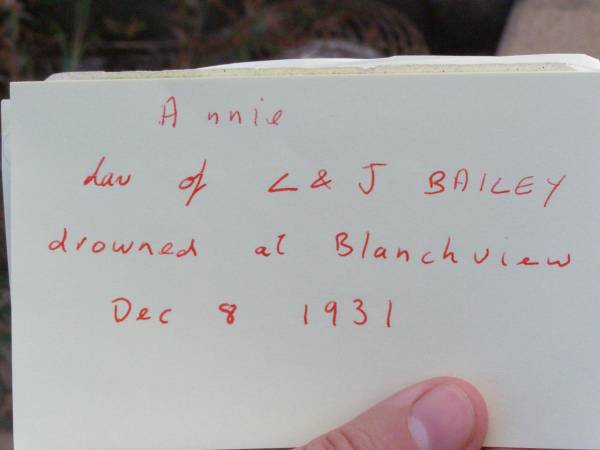 Annie
dau of L & J BAILEY
drowned at Blanchview
Dec 8 1931